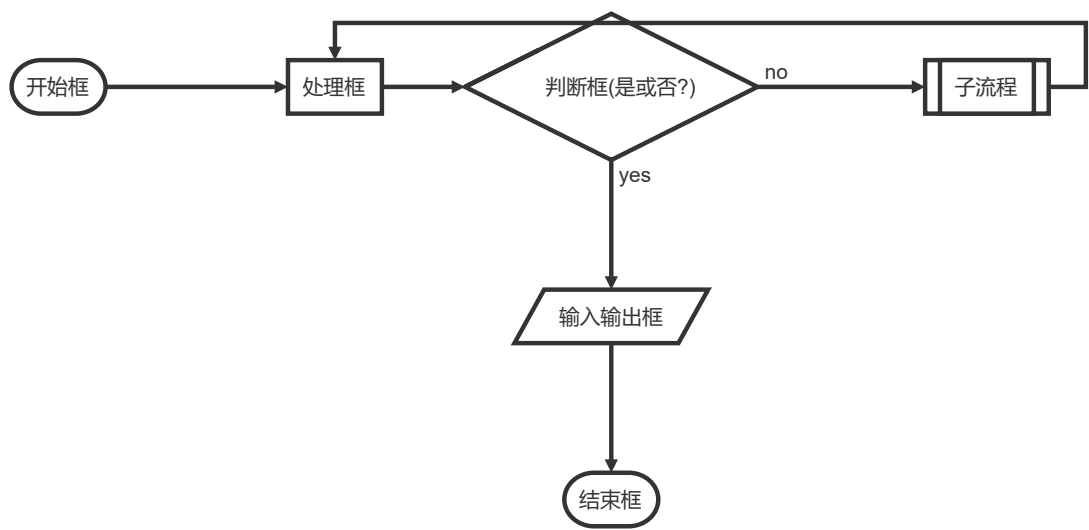 开始框
处理框
判断框(是或否?)
no
子流程
yes
输入输出框
结束框